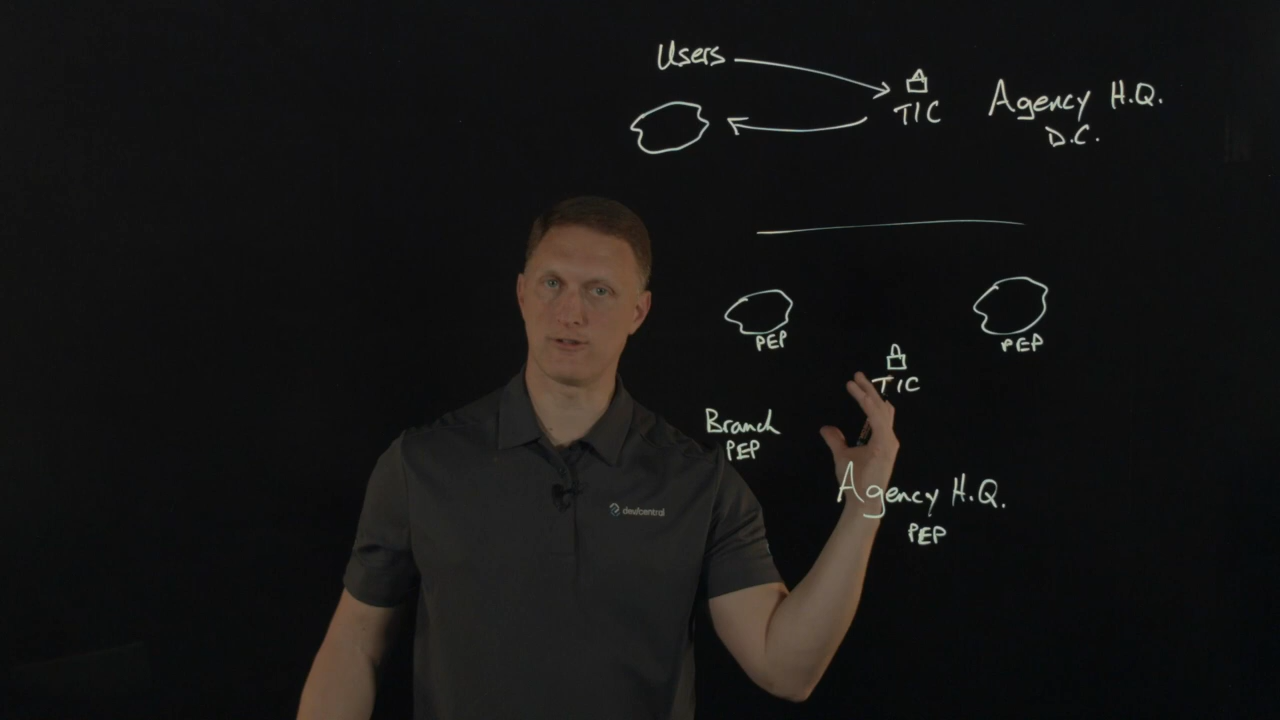 Users
TIC
Agency H.Q.
D.C.
PEP
PEP
TIC
Branch
PEP
Agency H.Q.
PEP
devcentral